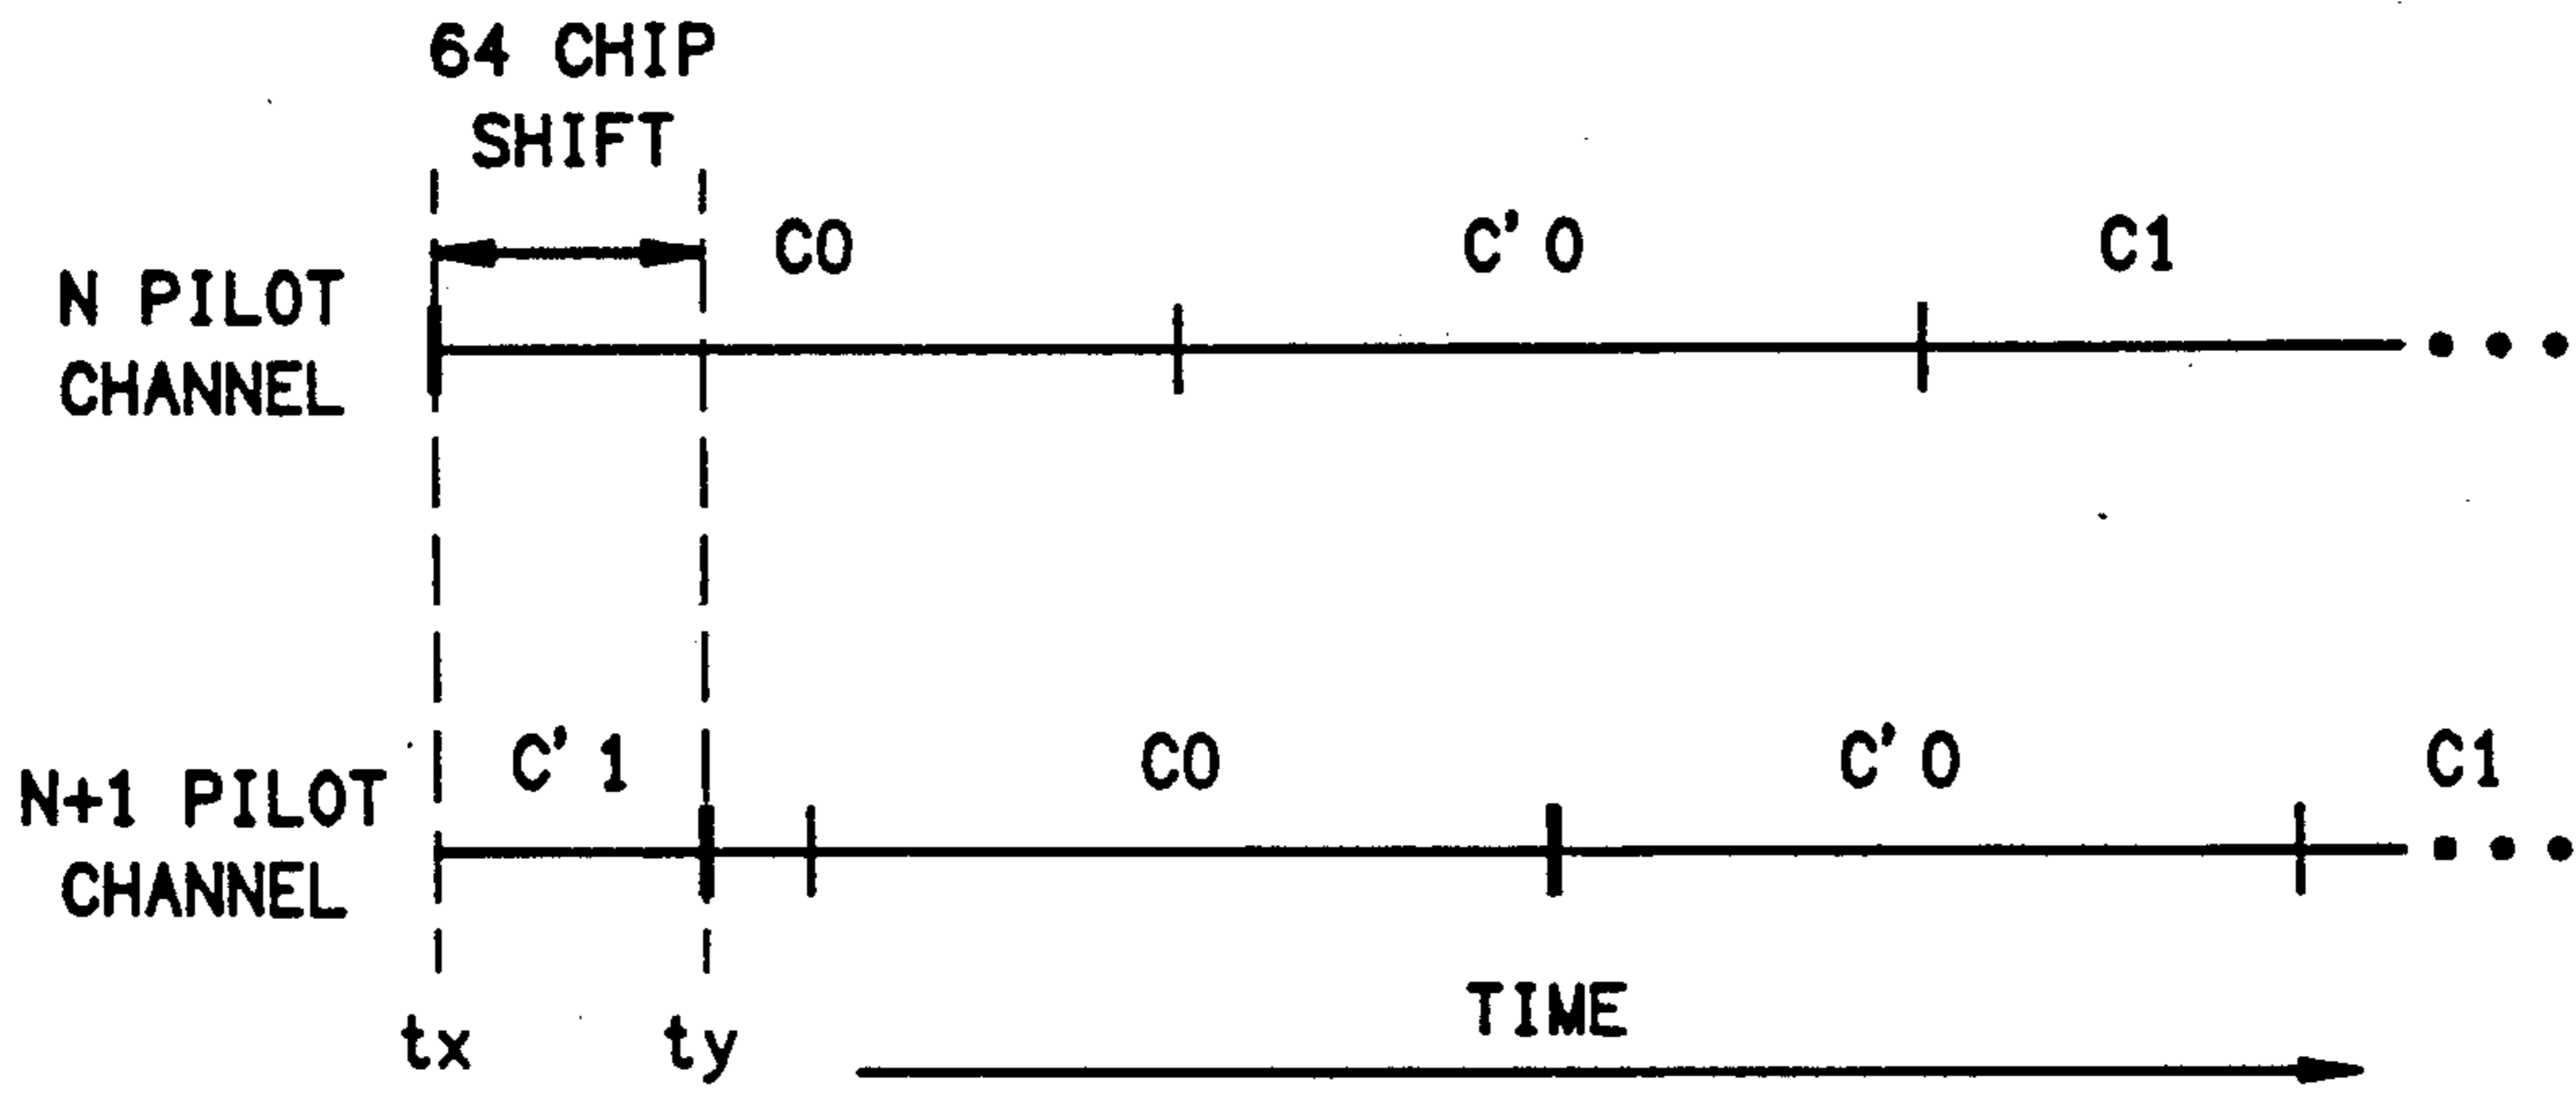 64 CHIP
SHIFT
C0
C'0
C1
N PILOT
CHANNEL
C'1
C0
C'0
C1
N+1 PILOT
CHANNEL
TIME
tx
ty